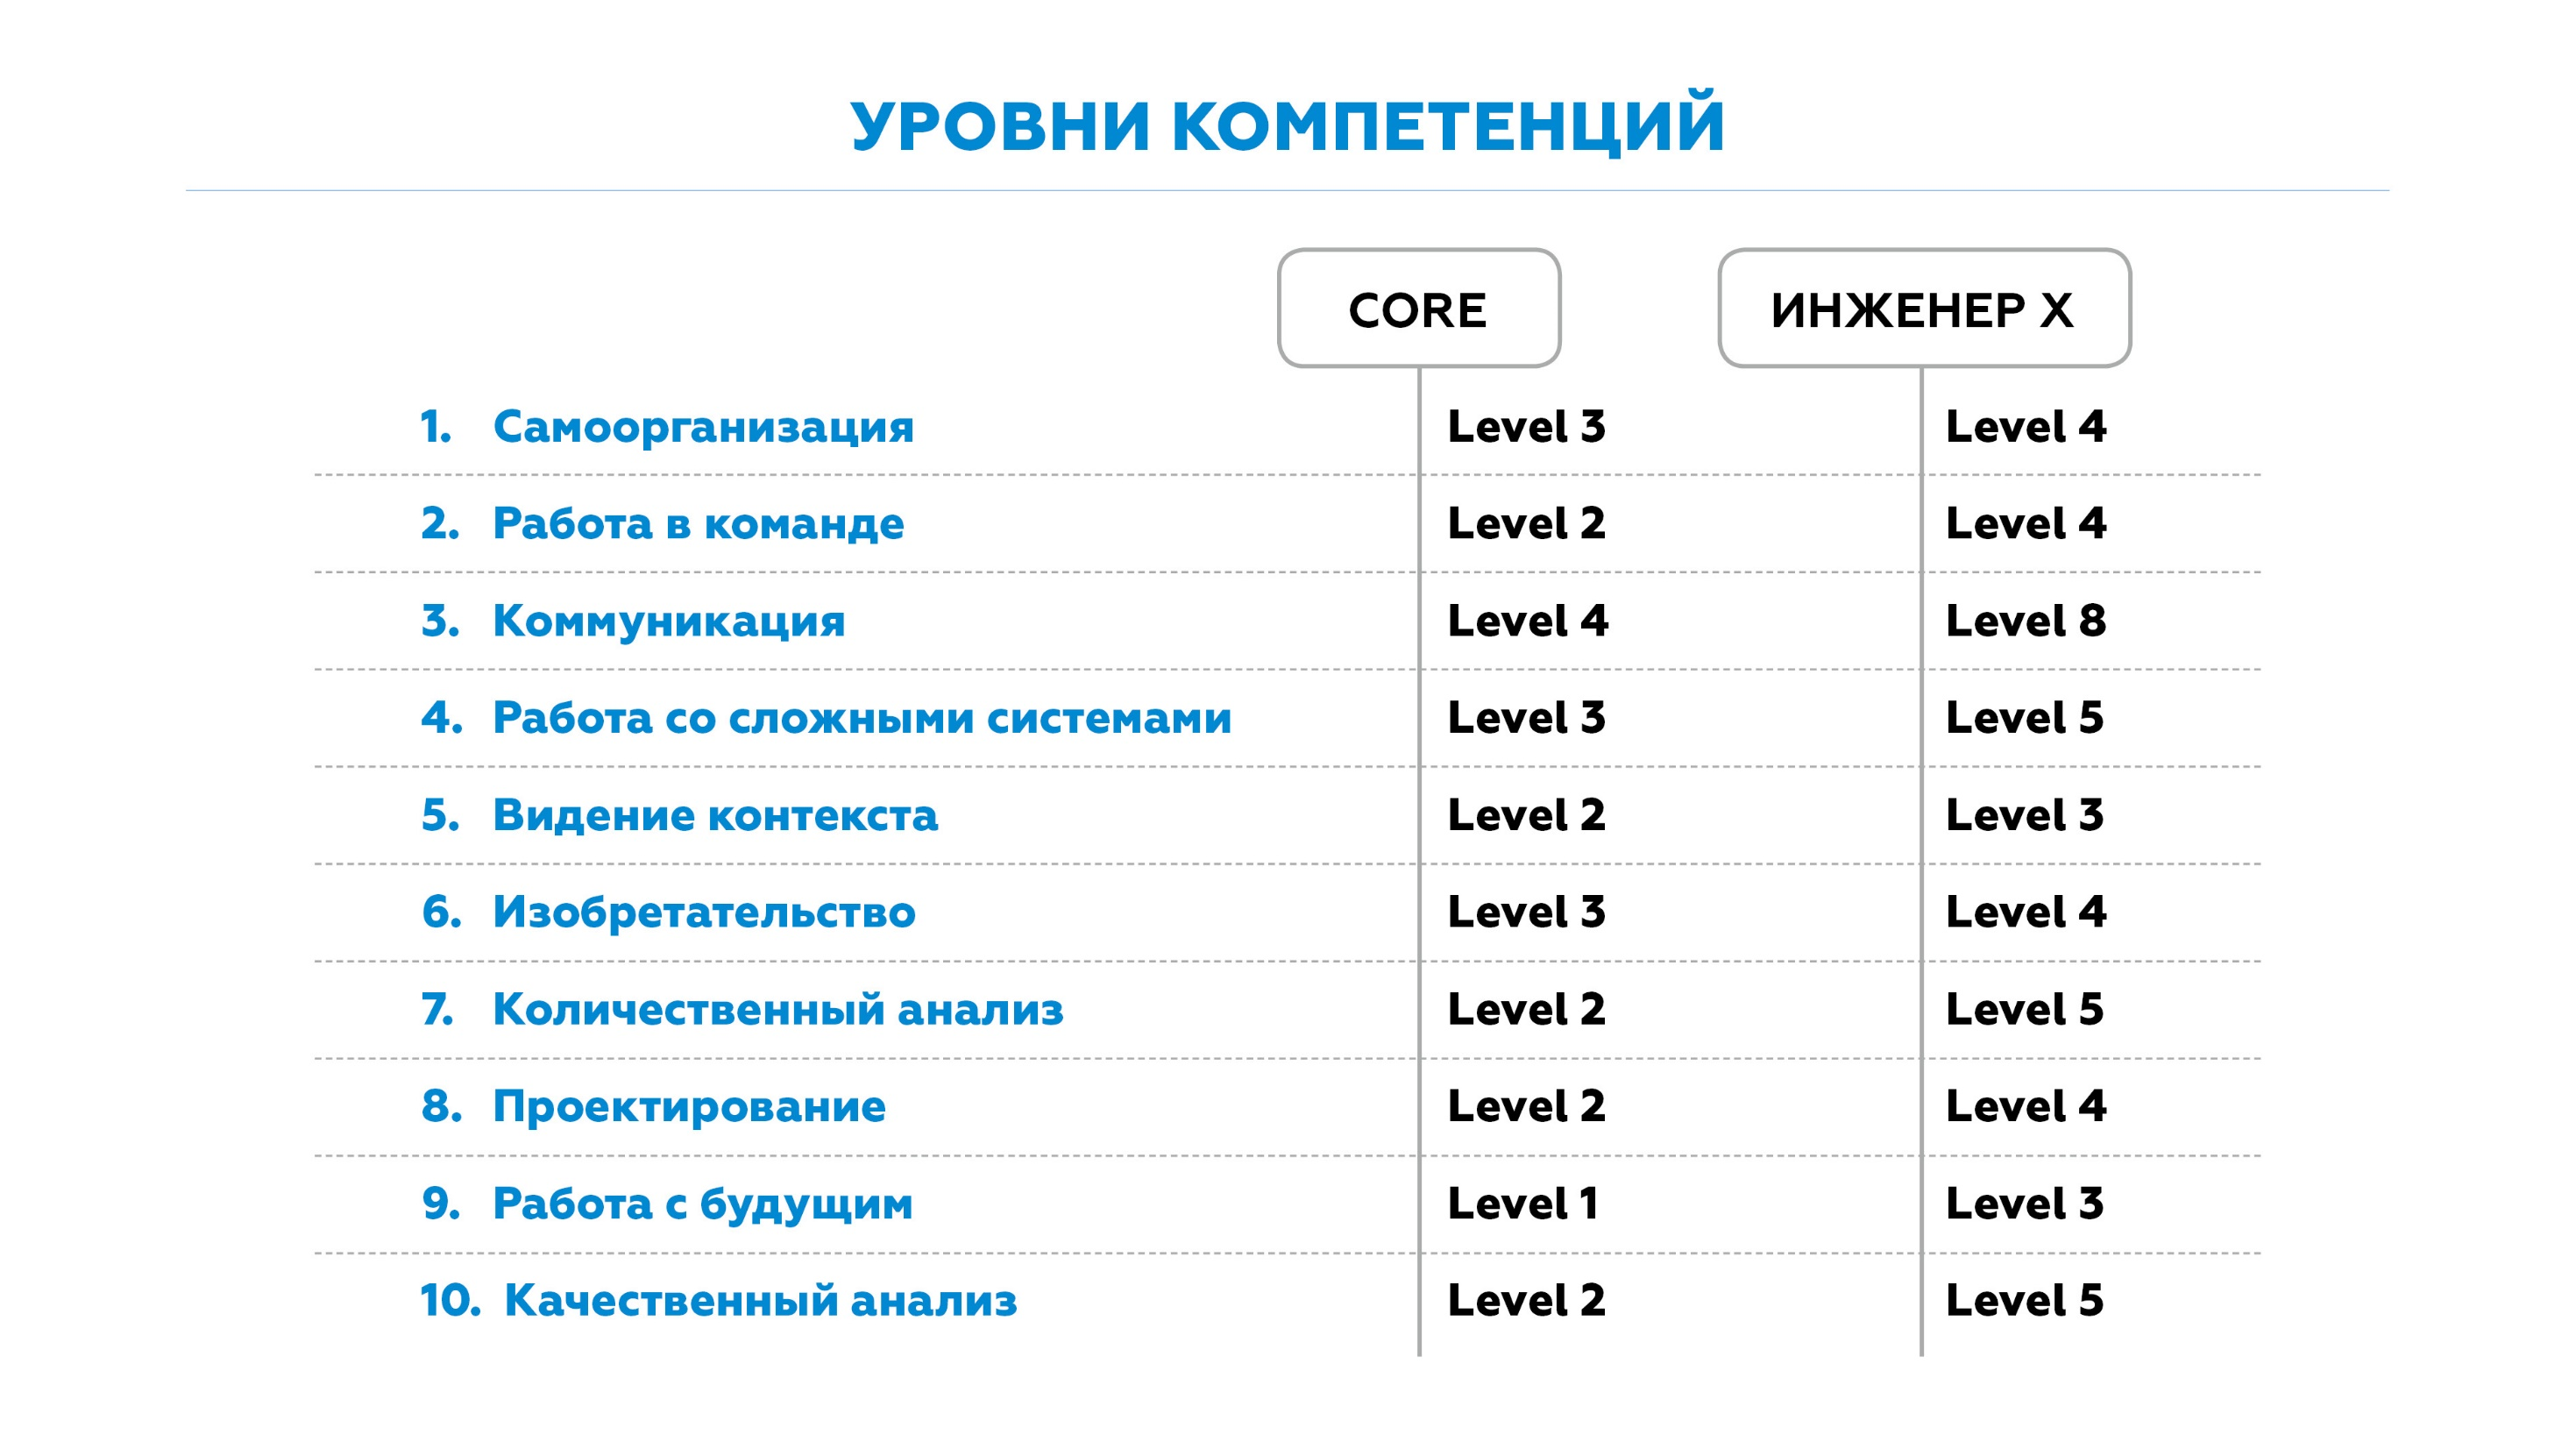 УРОВНИ КОМПЕТЕНЦИЙ
CORE ИНЖЕНЕР X
1. Самоорганизация Level 3 Level 4
2. Работа в команде Level 2 Level 4
3. Коммуникация Level 4 Level 8
4. Работа со сложными системами Level 3 Level 5
5. Видение контекста Level 2 Level 3
6. Изобретательство Level 3 Level 4
7. Количественный анализ Level 2 Level 5
8. Проектирование Level 2 Level 4
9. Работа с будущим Level 1 Level 3
10. Качественный анализ Level 2 Level 5